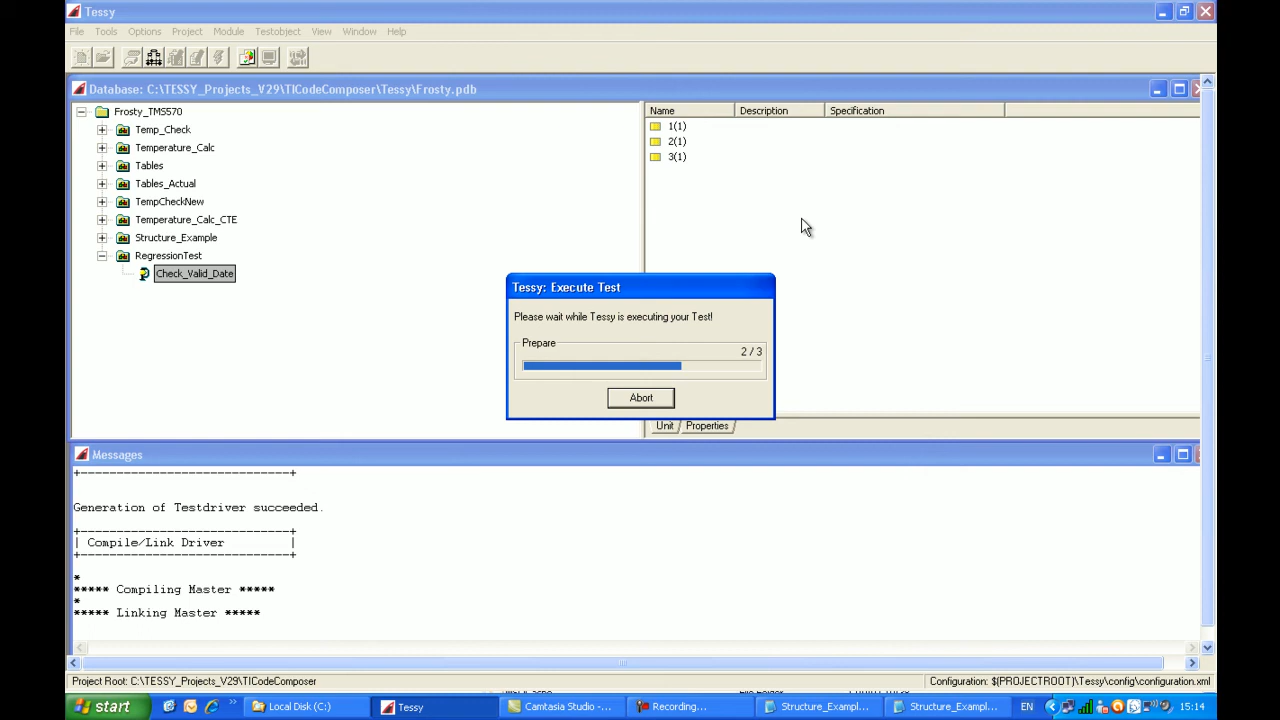 Tessy
File Tools Options Project Module Testobject View Window Help
Database: C:\TESSY_Projects_V29\TICodeComposer\Tessy\Frosty.pdb
Frosty_TMS570
Temp_Check
Temperature_Calc
Tables
Tables_Actual
TempCheckNew
Temperature_Calc_CTE
Structure_Example
RegressionTest
Check_Valid_Date
Name Description Specification
1(1)
2(1)
3(1)
Tessy: Execute Test
Please wait while Tessy is executing your Test!
Prepare
2 / 3
Abort
Unit Properties
Messages
+-----------------------------+
Generation of Testdriver succeeded.
+-----------------------------+
| Compile/Link Driver |
+-----------------------------+
*
***** Compiling Master *****
*
***** Linking Master *****
Project Root: C:\TESSY_Projects_V29\TICodeComposer Configuration: $(PROJECTROOT)\Tessy\config\configuration.xml
start Local Disk (C:) Tessy Camtasia Studio -... Recording... Structure_Exampl... Structure_Exampl... EN 15:14